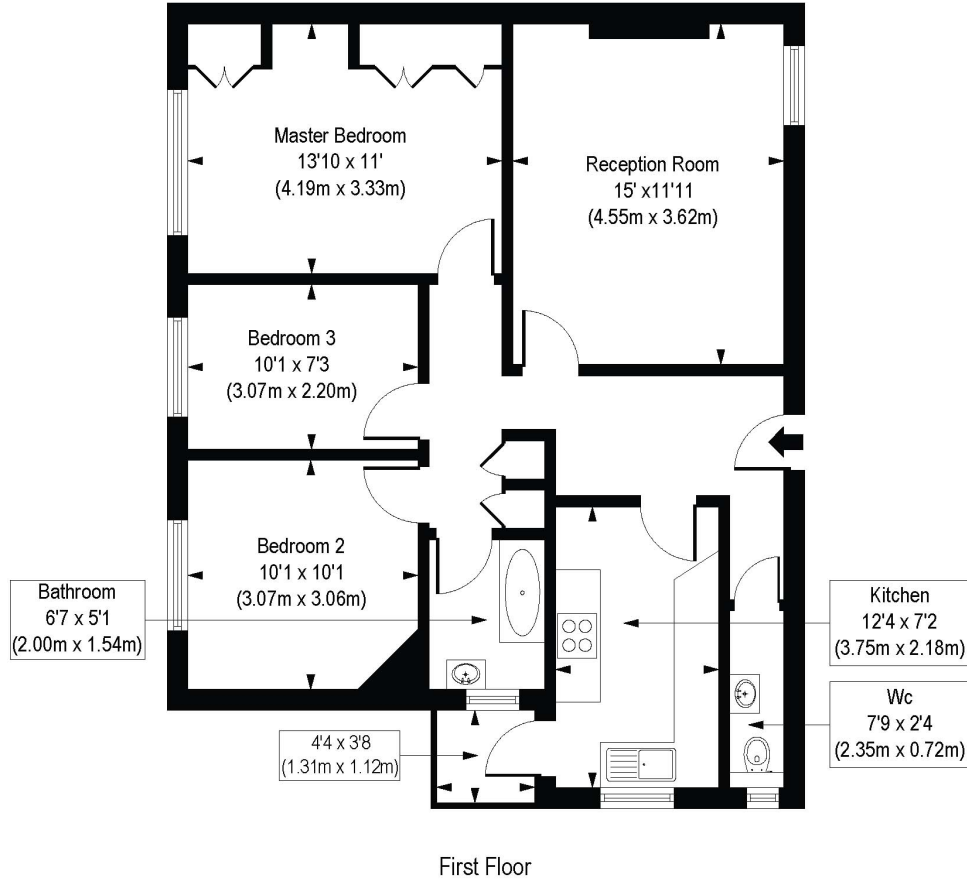 Master Bedroom
13'10 x 11'
(4.19m x 3.33m)
Reception Room
15' x11'11
(4.55m x 3.62m)
Bedroom 3
10'1 x 7'3
(3.07m x 2.20m)
Bedroom 2
10'1 x 10'1
(3.07m x 3.06m)
Bathroom
6'7 x 5'1
(2.00m x 1.54m)
Kitchen
12'4 x 7'2
(3.75m x 2.18m)
Wc
7'9 x 2'4
(2.35m x 0.72m)
4'4 x 3'8
(1.31m x 1.12m)
First Floor